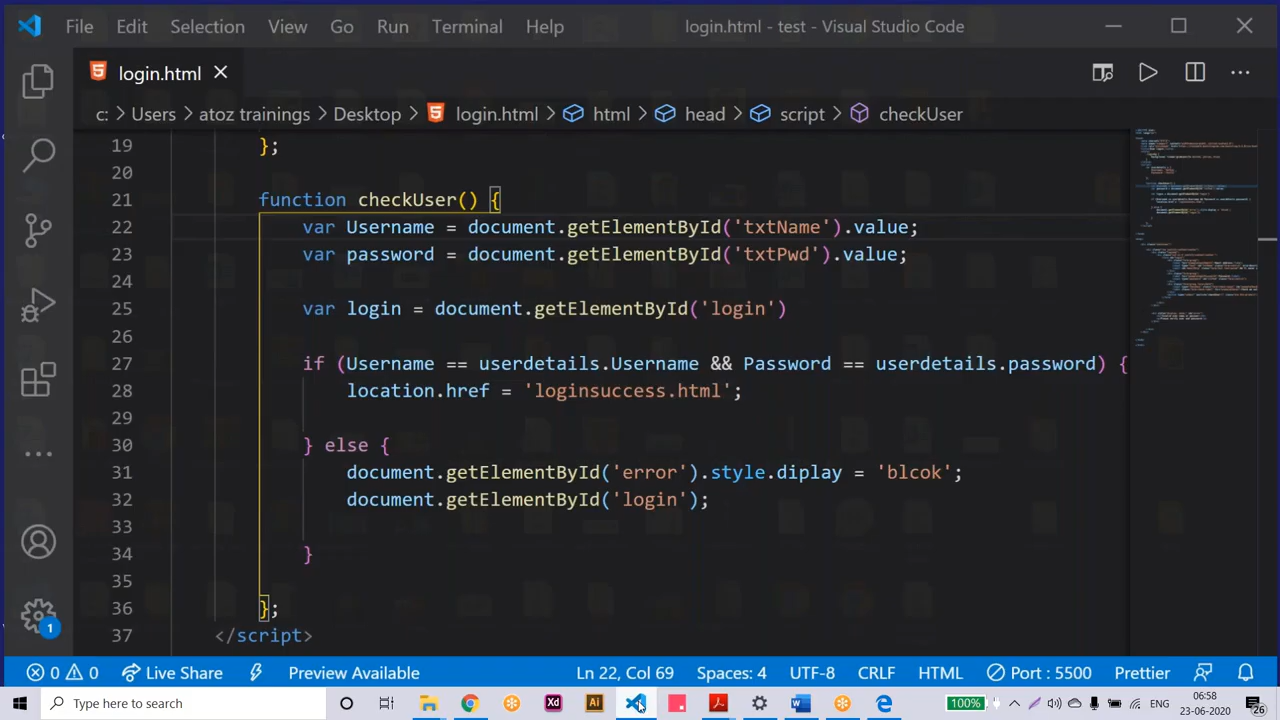 File Edit Selection View Go Run Terminal Help login.html - test - Visual Studio Code
login.html
c: > Users > atoz trainings > Desktop > login.html > html > head > script > checkUser
19 };
20
21 function checkUser() {
22 var Username = document.getElementById('txtName').value;
23 var password = document.getElementById('txtPwd').value;
24
25 var login = document.getElementById('login')
26
27 if (Username == userdetails.Username && Password == userdetails.password) {
28 location.href = 'loginsuccess.html';
29
30 } else {
31 document.getElementById('error').style.diplay = 'blcok';
32 document.getElementById('login');
33
34 }
35
36 };
37 </script>
1
0 0 Live Share Preview Available Ln 22, Col 69 Spaces: 4 UTF-8 CRLF HTML Port : 5500 Prettier
Type here to search Xd Ai 100% ENG 06:58
23-06-2020 26